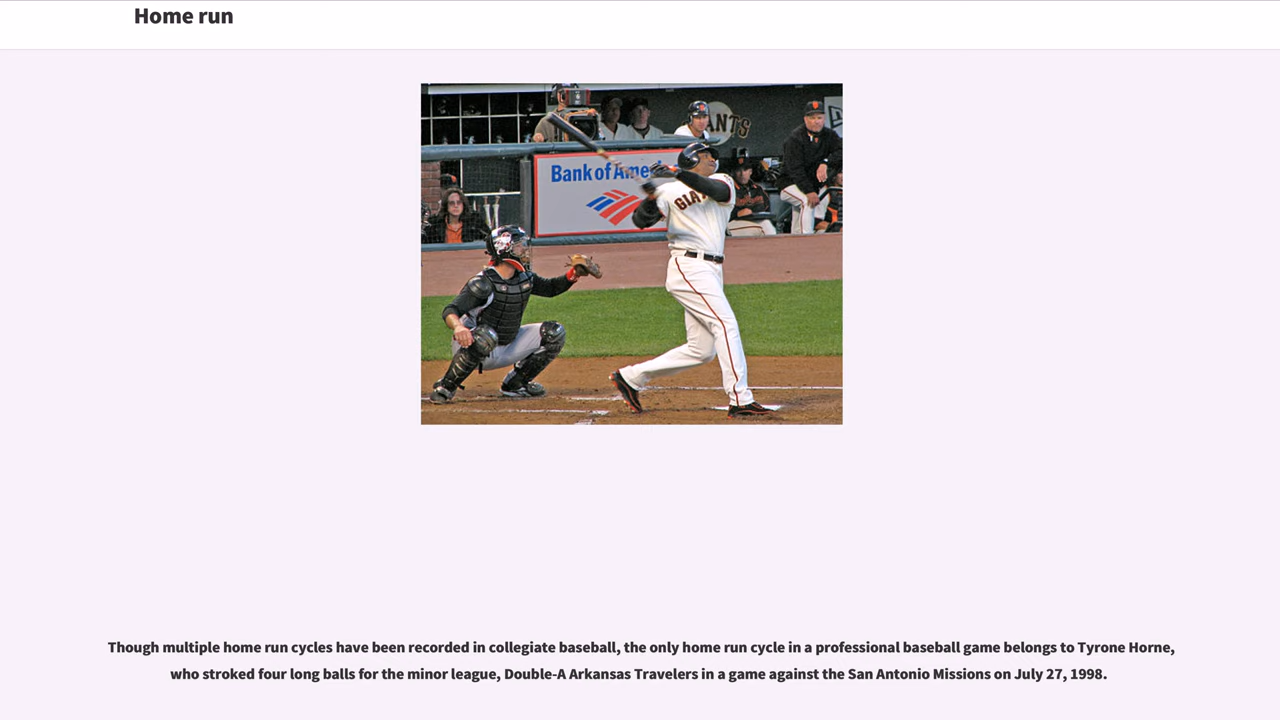 Home run
ANTS
Bank of Ame
GIA
Though multiple home run cycles have been recorded in collegiate baseball, the only home run cycle in a professional baseball game belongs to Tyrone Horne,
who stroked four long balls for the minor league, Double-A Arkansas Travelers in a game against the San Antonio Missions on July 27, 1998.